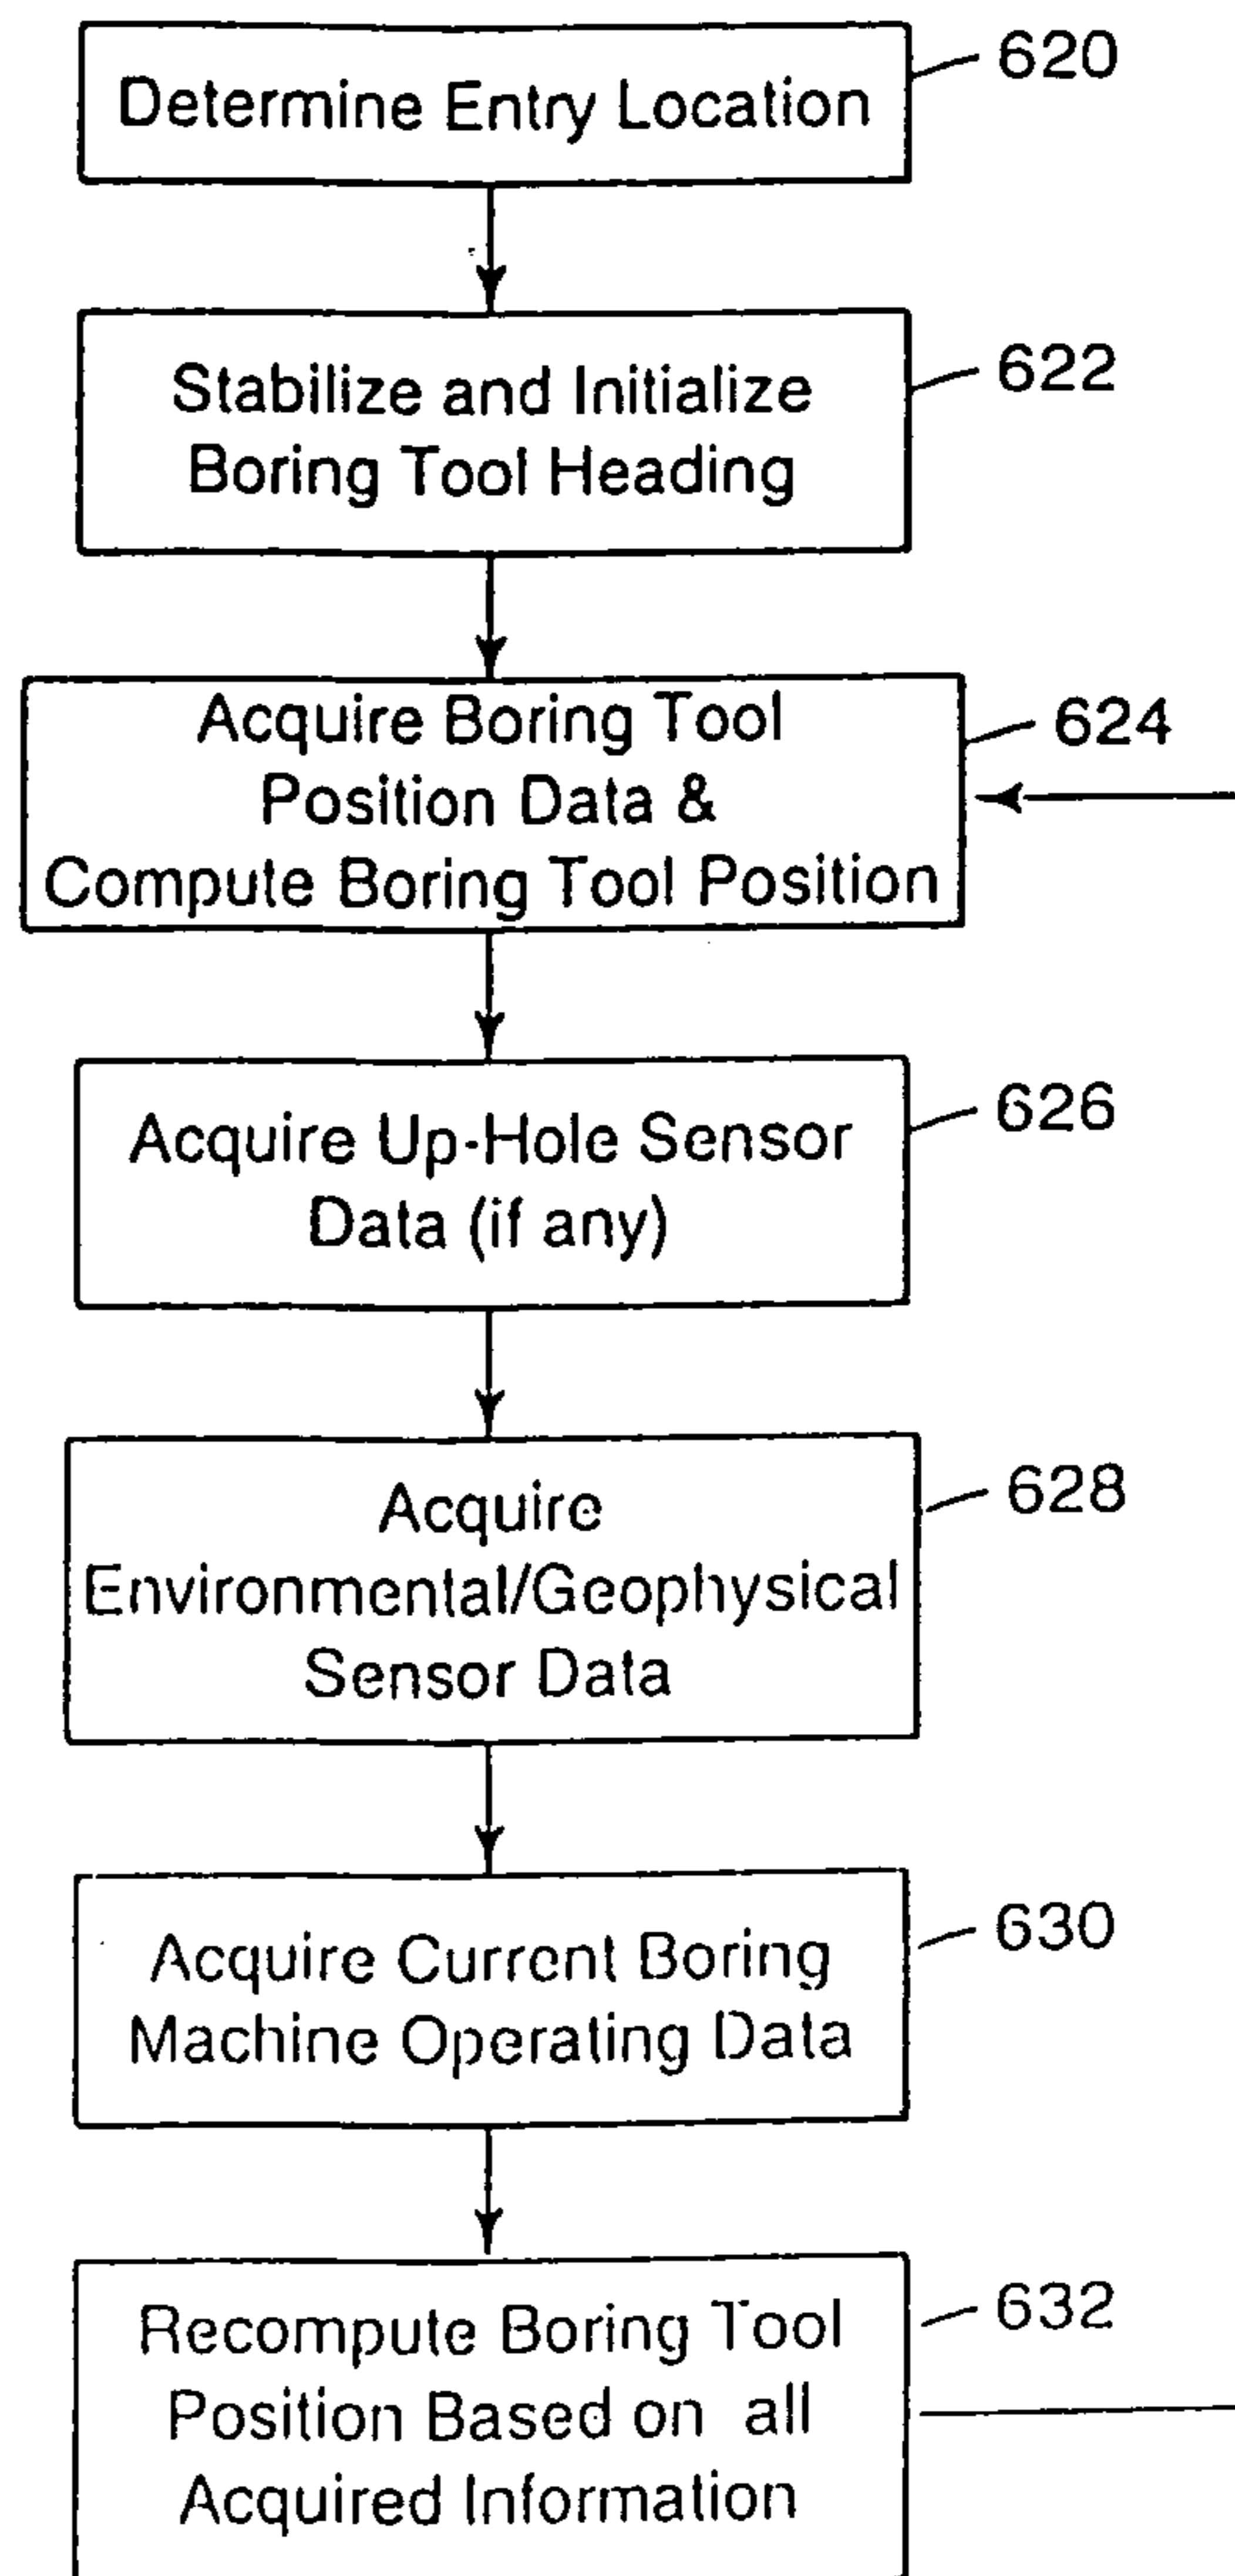 Determine Entry Location
620
Stabilize and Initialize
Boring Tool Heading
622
Acquire Boring Tool
Position Data &
Compute Boring Tool Position
624
Acquire Up-Hole Sensor
Data (if any)
626
Acquire
Environmental/Geophysical
Sensor Data
628
Acquire Current Boring
Machine Operating Data
630
Recompute Boring Tool
Position Based on all
Acquired Information
632